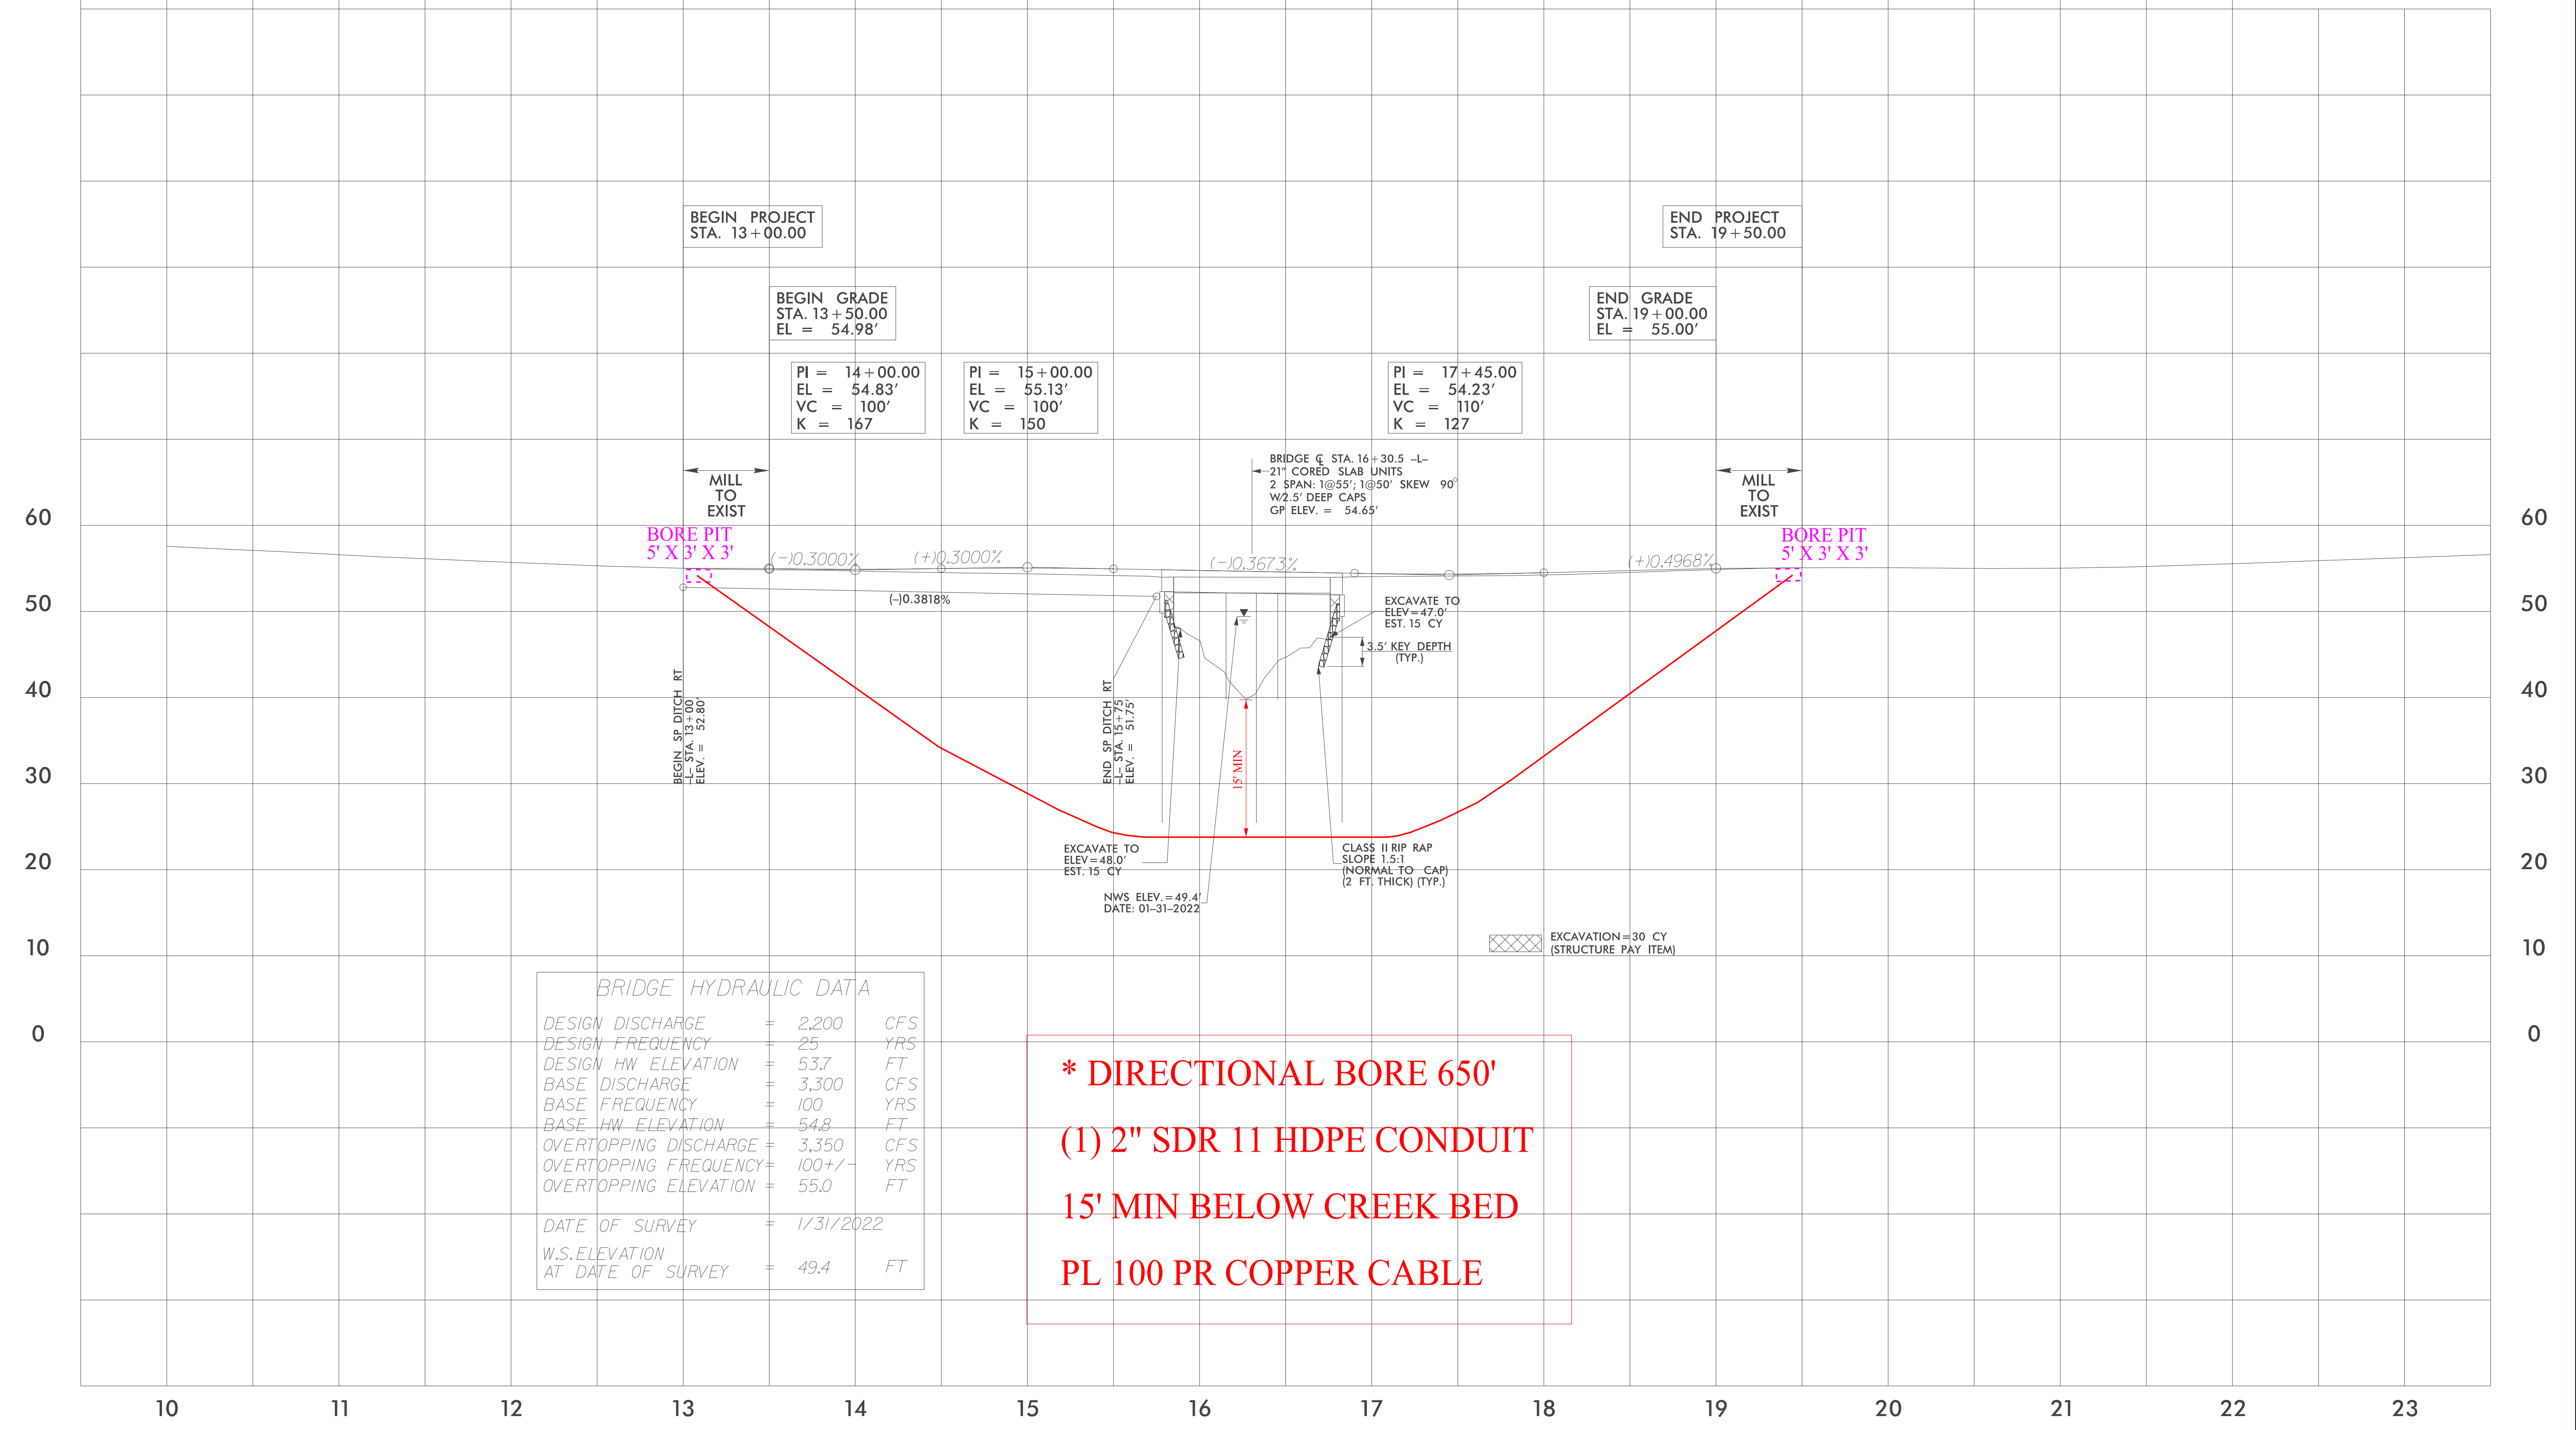 BEGIN PROJECT
STA. 13+00.00
END PROJECT
STA. 19+50.00
BEGIN GRADE
STA. 13+50.00
EL = 54.98'
END GRADE
STA. 19+00.00
EL = 55.00'
PI = 14+00.00
EL = 54.83'
VC = 100'
K = 167
PI = 15+00.00
EL = 55.13'
VC = 100'
K = 150
PI = 17+45.00
EL = 54.23'
VC = 110'
K = 127
BRIDGE ℄ STA. 16+30.5 -L-
21" CORED SLAB UNITS
2 SPAN: 1@55'; 1@50' SKEW 90°
W/2.5' DEEP CAPS
GP ELEV. = 54.65'
MILL
TO
EXIST
MILL
TO
EXIST
60
60
BORE PIT
5' X 3' X 3'
BORE PIT
5' X 3' X 3'
(-)0.3000%
(+)0.3000%
(-)0.3673%
(+)0.4968%
(-)0.3818%
50
50
EXCAVATE TO
ELEV=47.0'
EST. 15 CY
3.5' KEY DEPTH
(TYP.)
40
40
BEGIN SP DITCH RT
-L- STA. 13+00
ELEV. = 52.80'
END SP DITCH RT
-L- STA. 15+75
ELEV. = 51.75'
15' MIN
30
30
EXCAVATE TO
ELEV=48.0'
EST. 15 CY
CLASS II RIP RAP
SLOPE 1.5:1
(NORMAL TO CAP)
(2 FT. THICK) (TYP.)
20
20
NWS ELEV.=49.4'
DATE: 01-31-2022
10
10
EXCAVATION=30 CY
(STRUCTURE PAY ITEM)
0
0
BRIDGE HYDRAULIC DATA
DESIGN DISCHARGE = 2,200 CFS
DESIGN FREQUENCY = 25 YRS
DESIGN HW ELEVATION = 53.7 FT
BASE DISCHARGE = 3,300 CFS
BASE FREQUENCY = 100 YRS
BASE HW ELEVATION = 54.8 FT
OVERTOPPING DISCHARGE = 3,350 CFS
OVERTOPPING FREQUENCY = 100+/- YRS
OVERTOPPING ELEVATION = 55.0 FT
DATE OF SURVEY = 1/31/2022
W.S. ELEVATION
AT DATE OF SURVEY = 49.4 FT
* DIRECTIONAL BORE 650'
(1) 2" SDR 11 HDPE CONDUIT
15' MIN BELOW CREEK BED
PL 100 PR COPPER CABLE
10 11 12 13 14 15 16 17 18 19 20 21 22 23